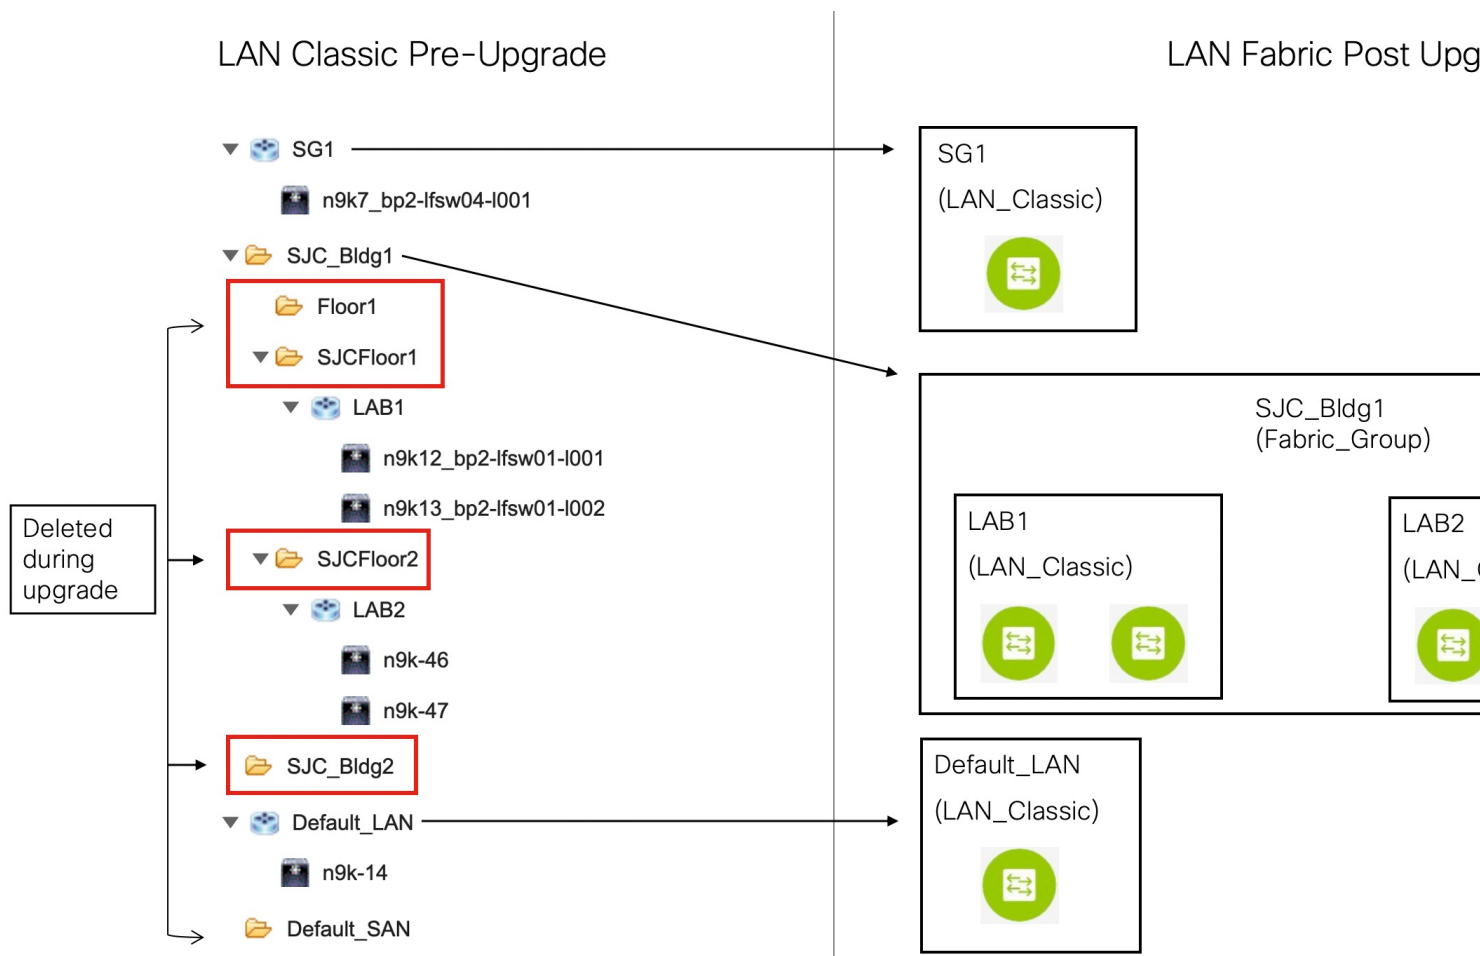 LAN Classic Pre-Upgrade
SG1
n9k7_bp2-lfsw04-l001
SJC_Bldg1
Floor1
SJCFloor1
LAB1
n9k12_bp2-lfsw01-l001
n9k13_bp2-lfsw01-l002
SJCFloor2
LAB2
n9k-46
n9k-47
SJC_Bldg2
Default_LAN
n9k-14
Default_SAN
Deleted
during
upgrade
LAN Fabric Post Upg
SG1
(LAN_Classic)
SJC_Bldg1
(Fabric_Group)
LAB1
(LAN_Classic)
LAB2
(LAN_
Default_LAN
(LAN_Classic)